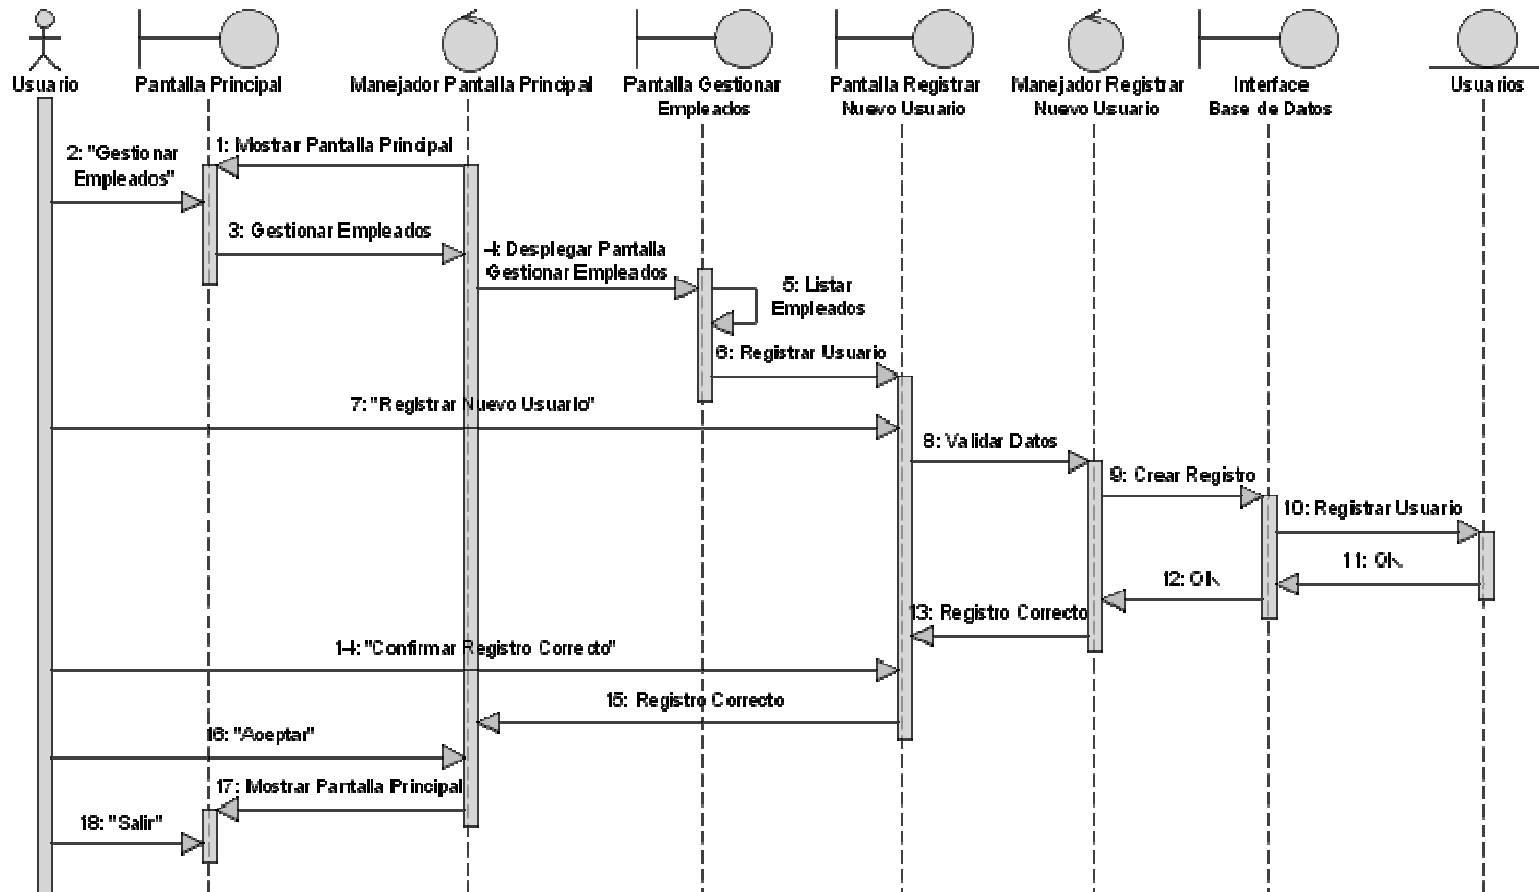 Usuario
Pantalla Principal
Manejador Pantalla Principal
Pantalla Gestionar
Empleados
Pantalla Registrar
Nuevo Usuario
Manejador Registrar
Nuevo Usuario
Interface
Base de Datos
Usuarios
1: Mostrar Pantalla Principal
2: "Gestionar
Empleados"
3: Gestionar Empleados
4: Desplegar Pantalla
Gestionar Empleados
5: Listar
Empleados
6: Registrar Usuario
7: "Registrar Nuevo Usuario"
8: Validar Datos
9: Crear Registro
10: Registrar Usuario
11: Ok
12: Ok
13: Registro Correcto
14: "Confirmar Registro Correcto"
15: Registro Correcto
16: "Aceptar"
17: Mostrar Pantalla Principal
18: "Salir"